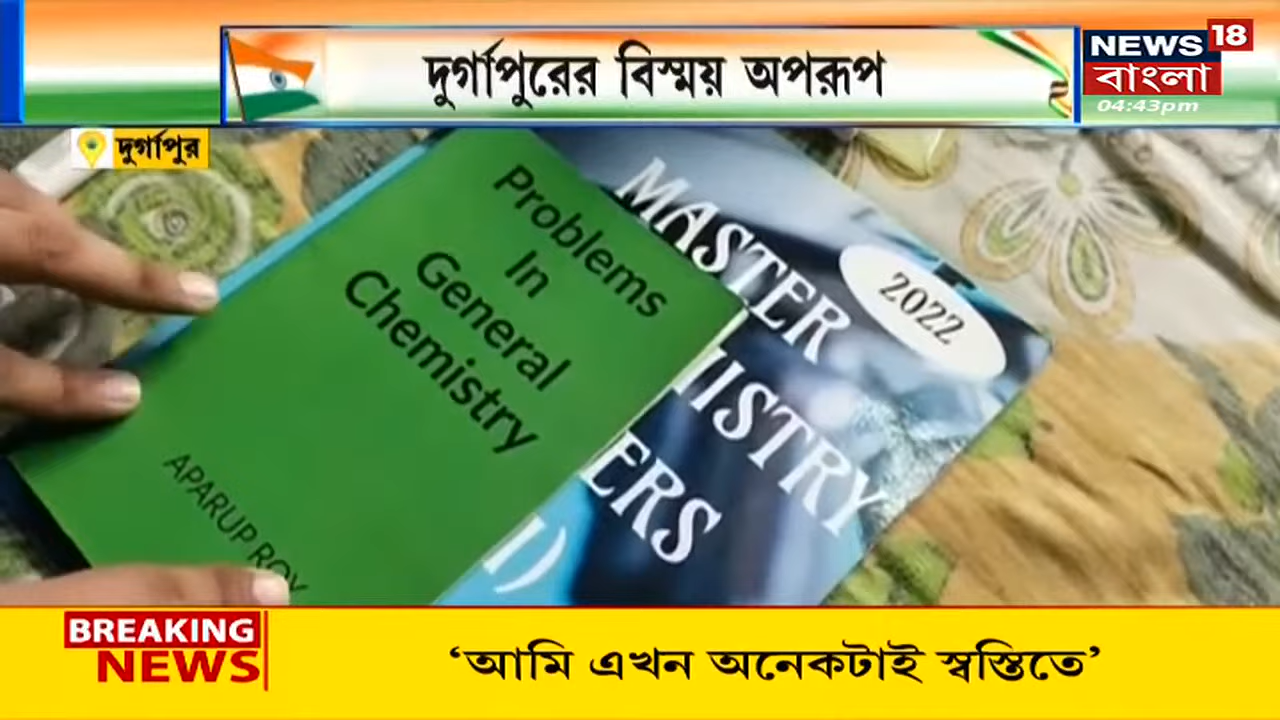 দুর্গাপুরের বিস্ময় অপরূপ
NEWS 18
বাংলা
04:43pm
দুর্গাপুর
Problems
In
General
Chemistry
APARUP ROY
MASTER
2022
ISTRY
ERS
I)
BREAKING
NEWS
‘আমি এখন অনেকটাই স্বস্তিতে’